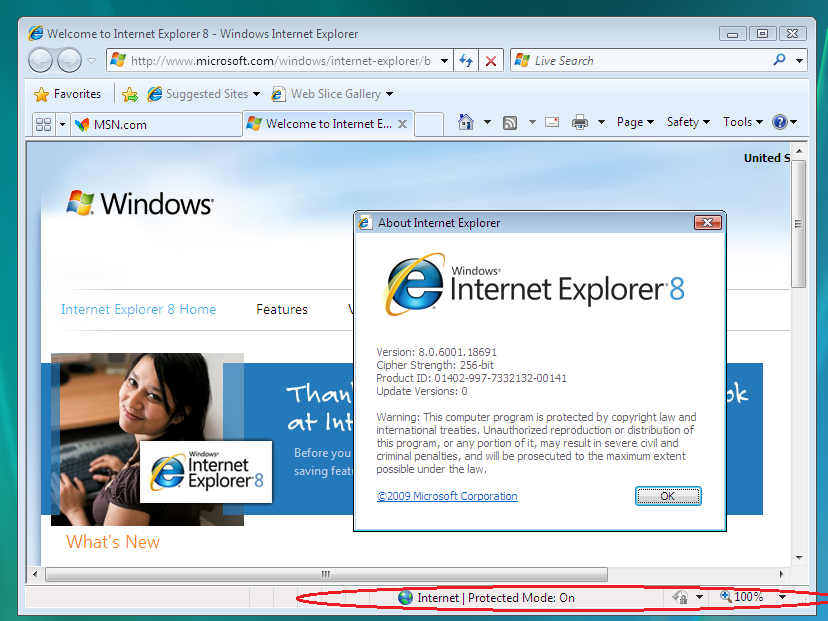 Welcome to Internet Explorer 8 - Windows Internet Explorer
http://www.microsoft.com/windows/internet-explorer/b
Live Search
Favorites
Suggested Sites
Web Slice Gallery
MSN.com
Welcome to Internet E...
Page
Safety
Tools
United S
Windows®
Internet Explorer 8 Home
Features
About Internet Explorer
Windows®
Internet Explorer® 8
Version: 8.0.6001.18691
Cipher Strength: 256-bit
Product ID: 01402-997-7332132-00141
Update Versions: 0
Warning: This computer program is protected by copyright law and
international treaties. Unauthorized reproduction or distribution of
this program, or any portion of it, may result in severe civil and
criminal penalties, and will be prosecuted to the maximum extent
possible under the law.
©2009 Microsoft Corporation
OK
Than
ok
at Int
Before you
saving feat
Windows®
Internet
Explorer 8
What's New
Internet | Protected Mode: On
100%